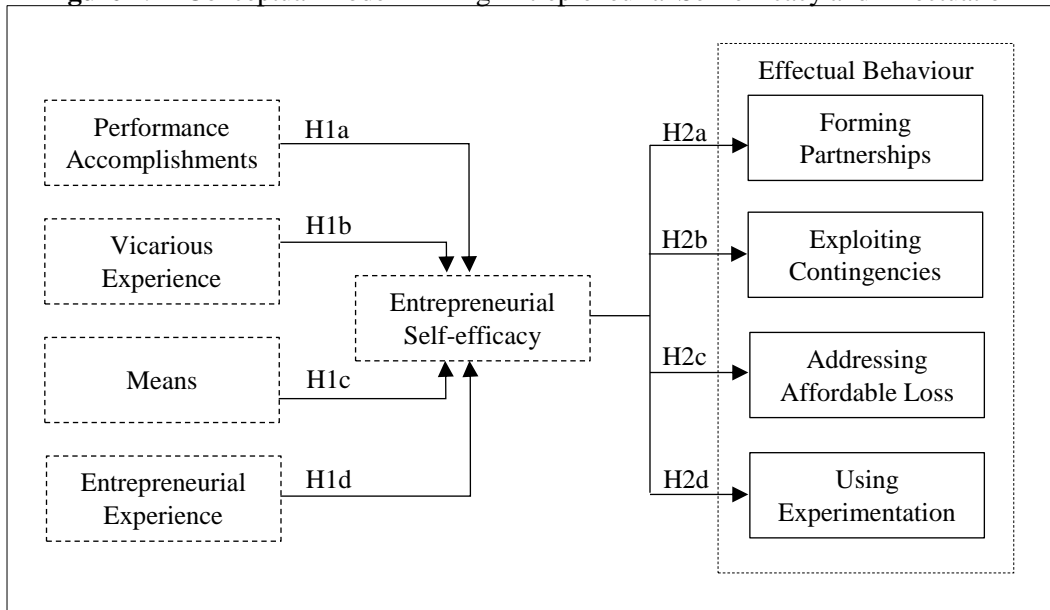 Effectual Behaviour
Performance
Accomplishments
H1a
Vicarious
Experience
H1b
Means
H1c
Entrepreneurial
Experience
H1d
Entrepreneurial
Self-efficacy
H2a
Forming
Partnerships
H2b
Exploiting
Contingencies
H2c
Addressing
Affordable Loss
H2d
Using
Experimentation